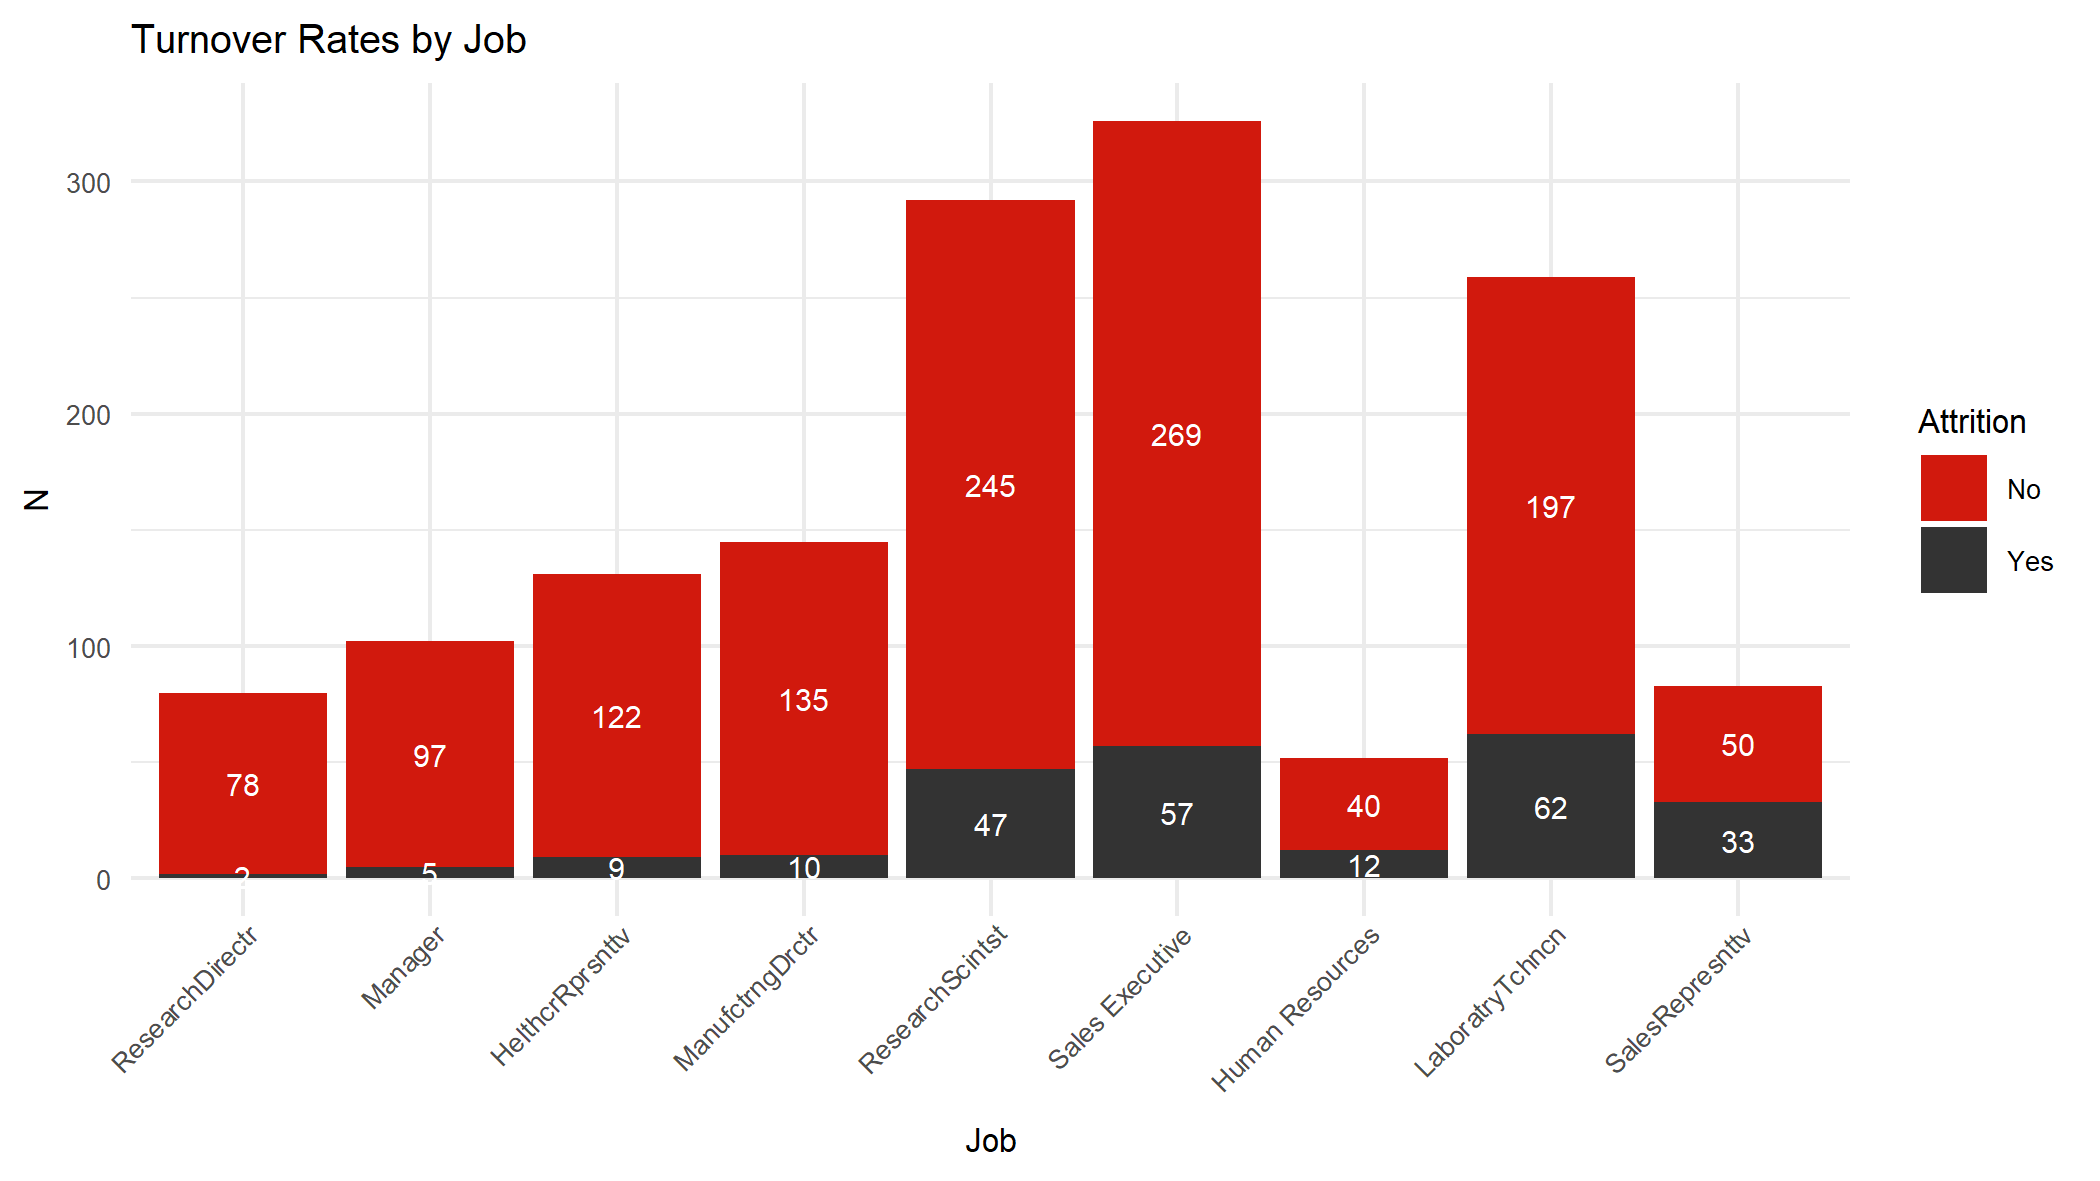 Turnover Rates by Job
N
300
200
100
0
78
2
97
5
122
9
135
10
245
47
269
57
40
12
197
62
50
33
ResearchDirectr
Manager
HelthcrRprsnttv
ManufctrngDrctr
ResearchScintst
Sales Executive
Human Resources
LaboratryTchncn
SalesRepresnttv
Job
Attrition
No
Yes